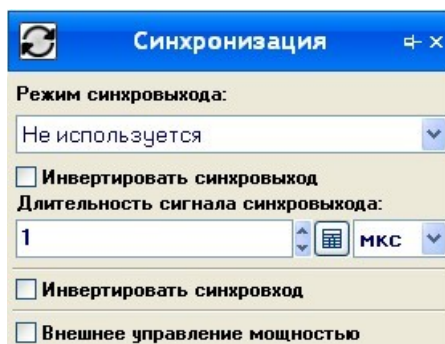 Синхронизация
Режим синхровыхода:
Не используется
Инвертировать синхровыход
Длительность сигнала синхровыхода:
1 мкс
Инвертировать синхровход
Внешнее управление мощностью